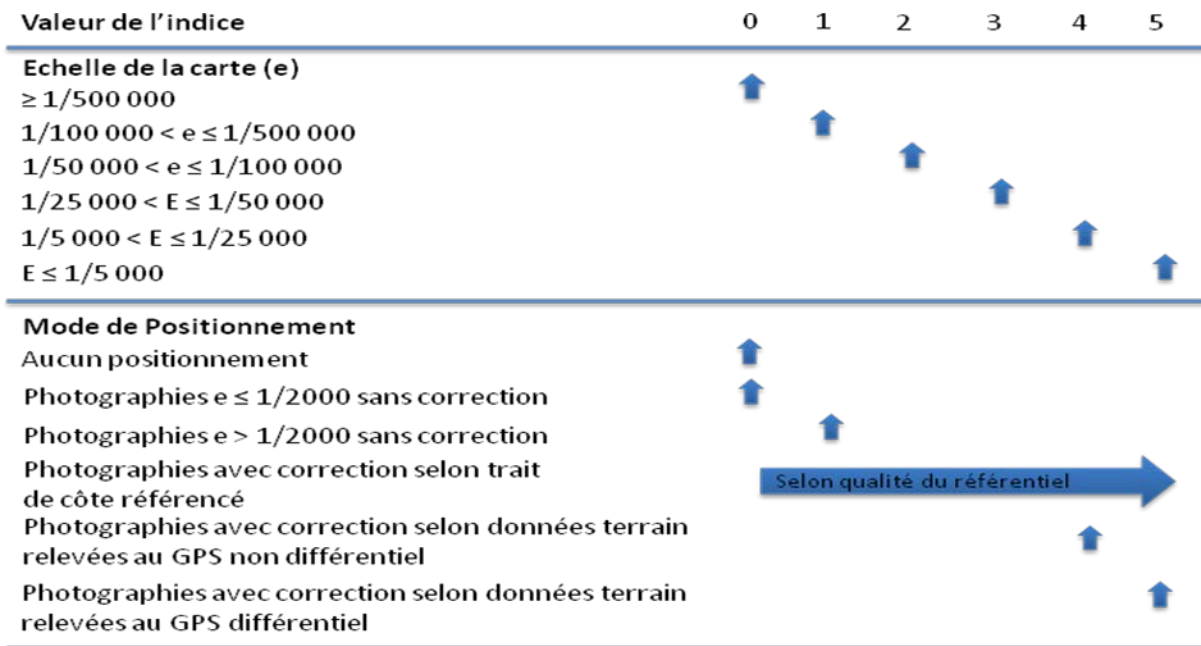 Valeur de l’indice 0 1 2 3 4 5
Echelle de la carte (e)
≥ 1/500 000
1/100 000 < e ≤ 1/500 000
1/50 000 < e ≤ 1/100 000
1/25 000 < E ≤ 1/50 000
1/5 000 < E ≤ 1/25 000
E ≤ 1/5 000
Mode de Positionnement
Aucun positionnement
Photographies e ≤ 1/2000 sans correction
Photographies e > 1/2000 sans correction
Photographies avec correction selon trait
de côte référencé
Selon qualité du référentiel
Photographies avec correction selon données terrain
relevées au GPS non différentiel
Photographies avec correction selon données terrain
relevées au GPS différentiel